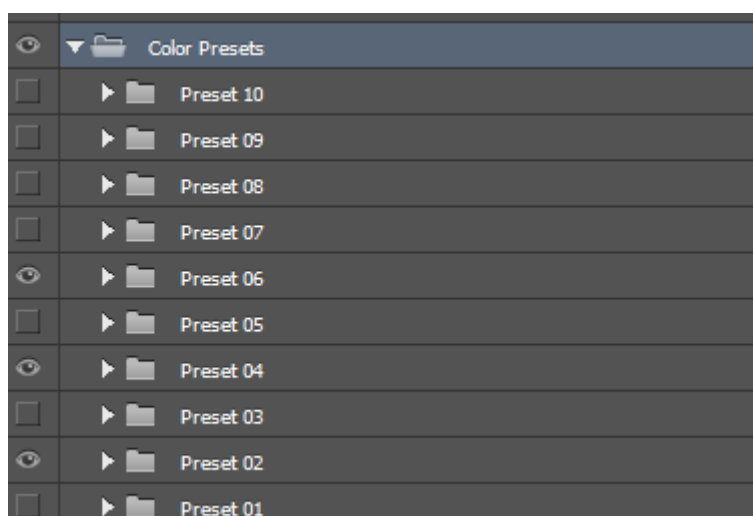 Color Presets
Preset 10
Preset 09
Preset 08
Preset 07
Preset 06
Preset 05
Preset 04
Preset 03
Preset 02
Preset 01